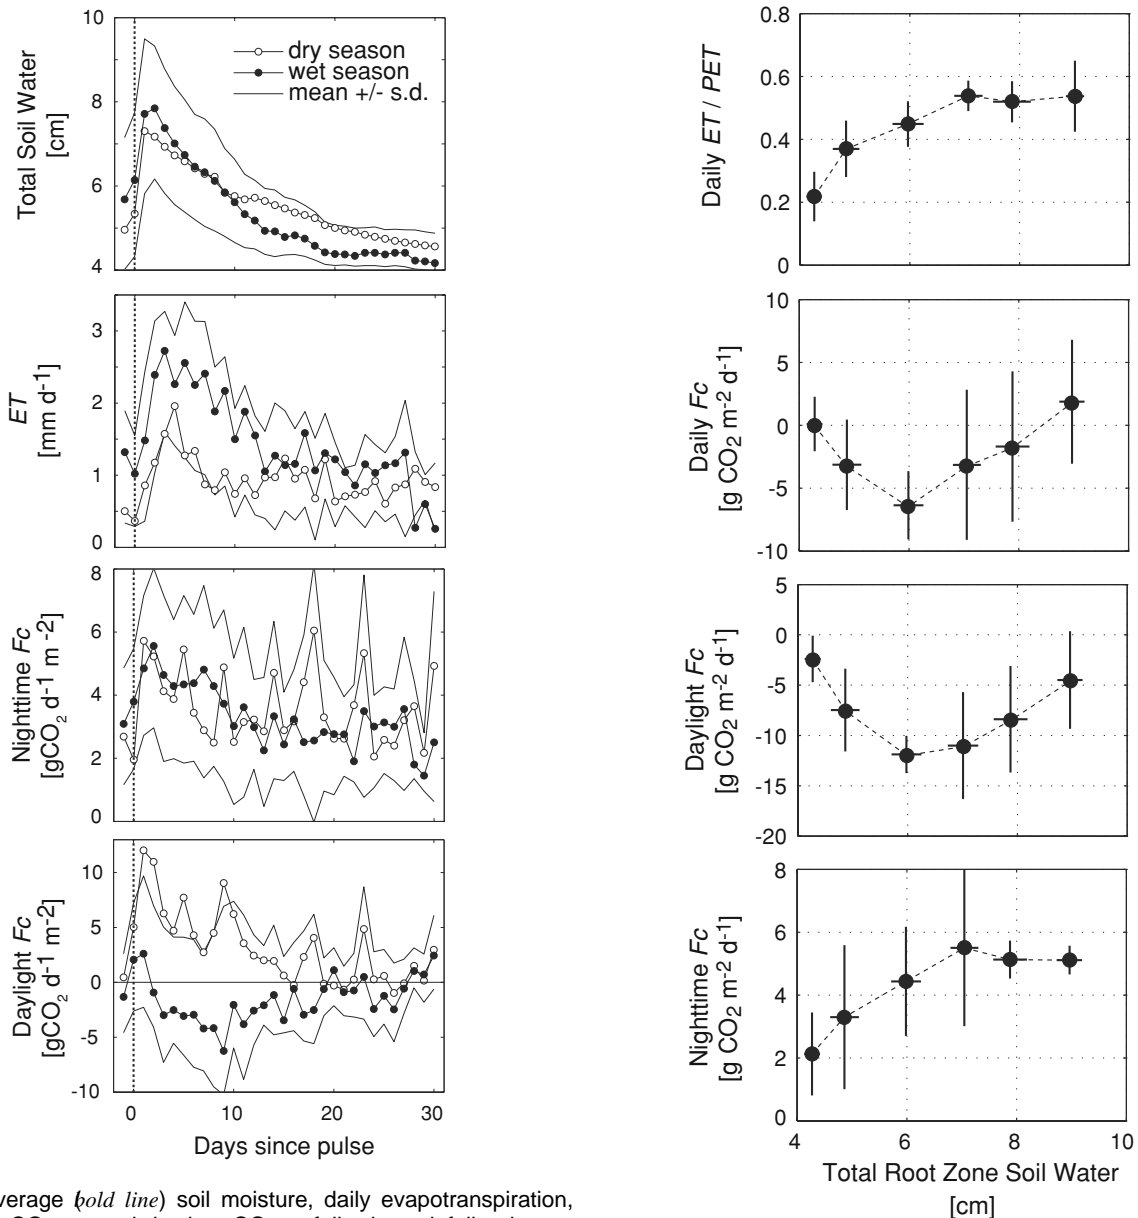 10
8
6
4
Total Soil Water
[cm]
dry season
wet season
mean +/- s.d.
3
2
1
0
ET
[mm d-1]
8
6
4
2
0
Nighttime Fc
[gCO2 d-1 m -2]
10
5
0
-5
-10
Daylight Fc
[gCO2 d-1 m-2]
0
10
20
30
Days since pulse
verage (bold line) soil moisture, daily evapotranspiration,
0.8
0.6
0.4
0.2
0
Daily ET / PET
10
5
0
-5
-10
Daily Fc
[g CO2 m-2 d-1]
5
0
-5
-10
-15
-20
Daylight Fc
[g CO2 m-2 d-1]
8
6
4
2
0
Nighttime Fc
[g CO2 m-2 d-1]
4
6
8
10
Total Root Zone Soil Water
[cm]